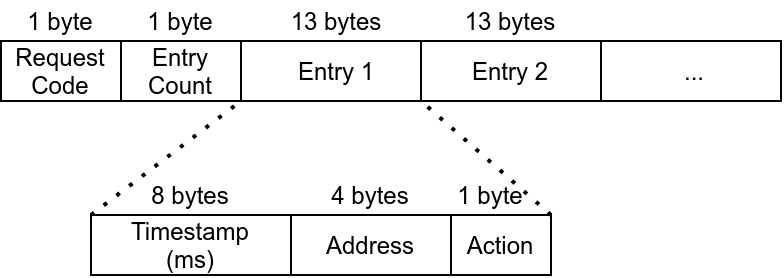 1 byte 1 byte 13 bytes 13 bytes
Request Code Entry Count Entry 1 Entry 2 ...
8 bytes 4 bytes 1 byte
Timestamp (ms) Address Action